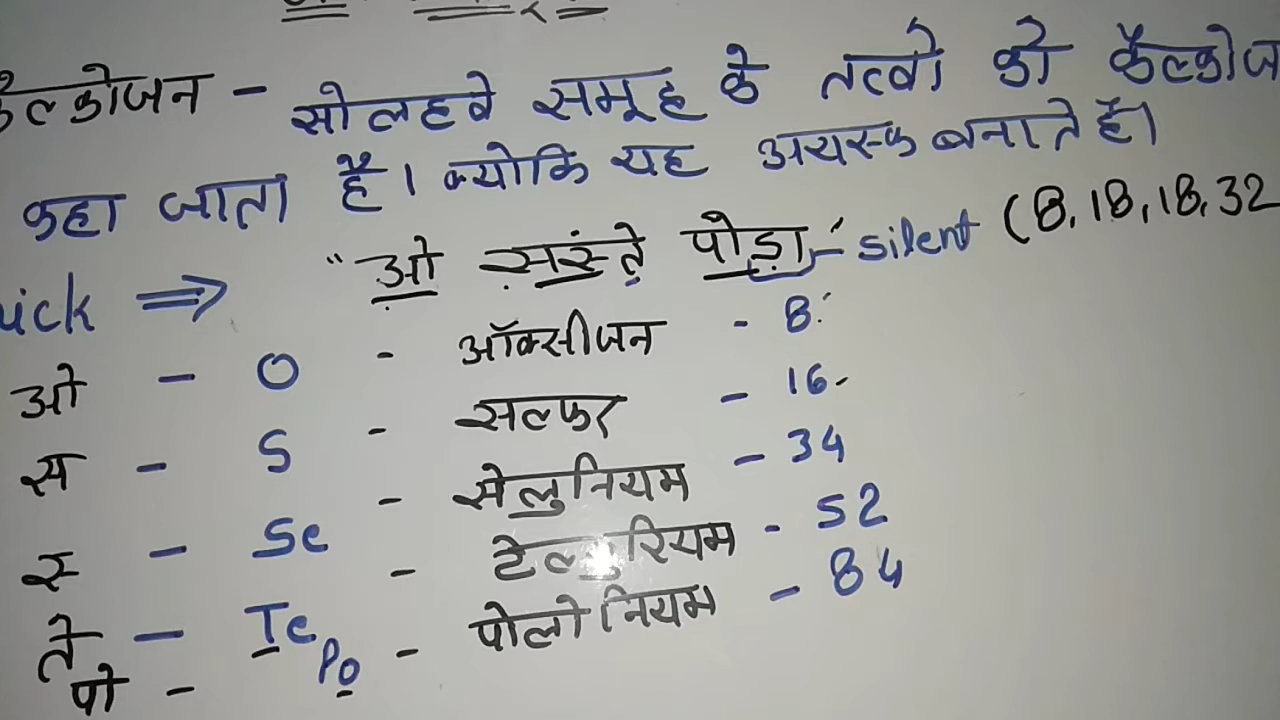 कैल्कोजन - सोलहवे समूह के तत्वो को कैल्कोज
कहा जाता है। क्योकि यह अयस्क बनाते है।
uick ⇒ "ओ सस्ते पोड़ा" - silent (8, 18, 18, 32
ओ - O - ऑक्सीजन - 8
स - S - सल्फर - 16
स - Se - सेलुनियम - 34
ते - Te - टेलुरियम - 52
पो - Po - पोलोनियम - 84